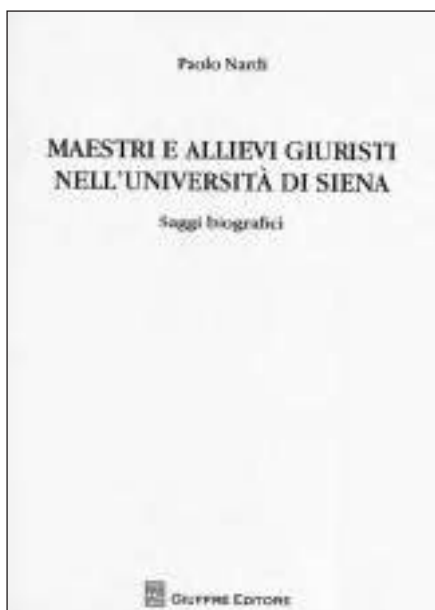 Paolo Nardi
MAESTRI E ALLIEVI GIURISTI
NELL'UNIVERSITÀ DI SIENA
Saggi biografici
GIUFFRÈ EDITORE